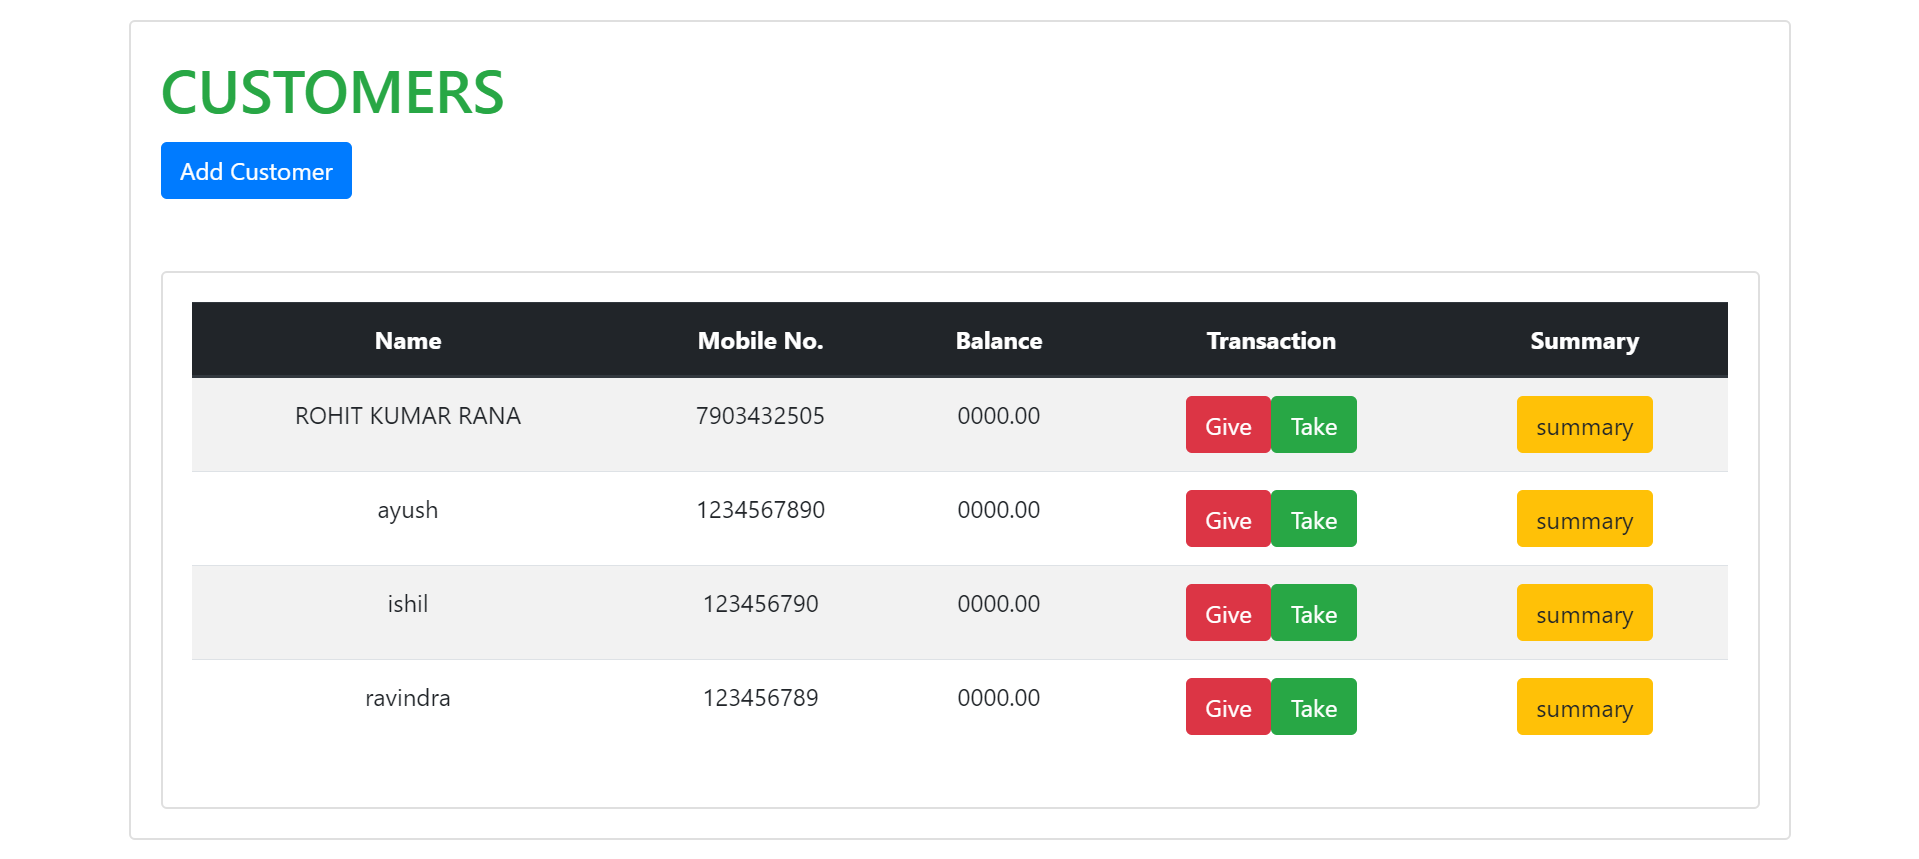 CUSTOMERS
Add Customer
Name Mobile No. Balance Transaction Summary
ROHIT KUMAR RANA 7903432505 0000.00 Give Take summary
ayush 1234567890 0000.00 Give Take summary
ishil 123456790 0000.00 Give Take summary
ravindra 123456789 0000.00 Give Take summary